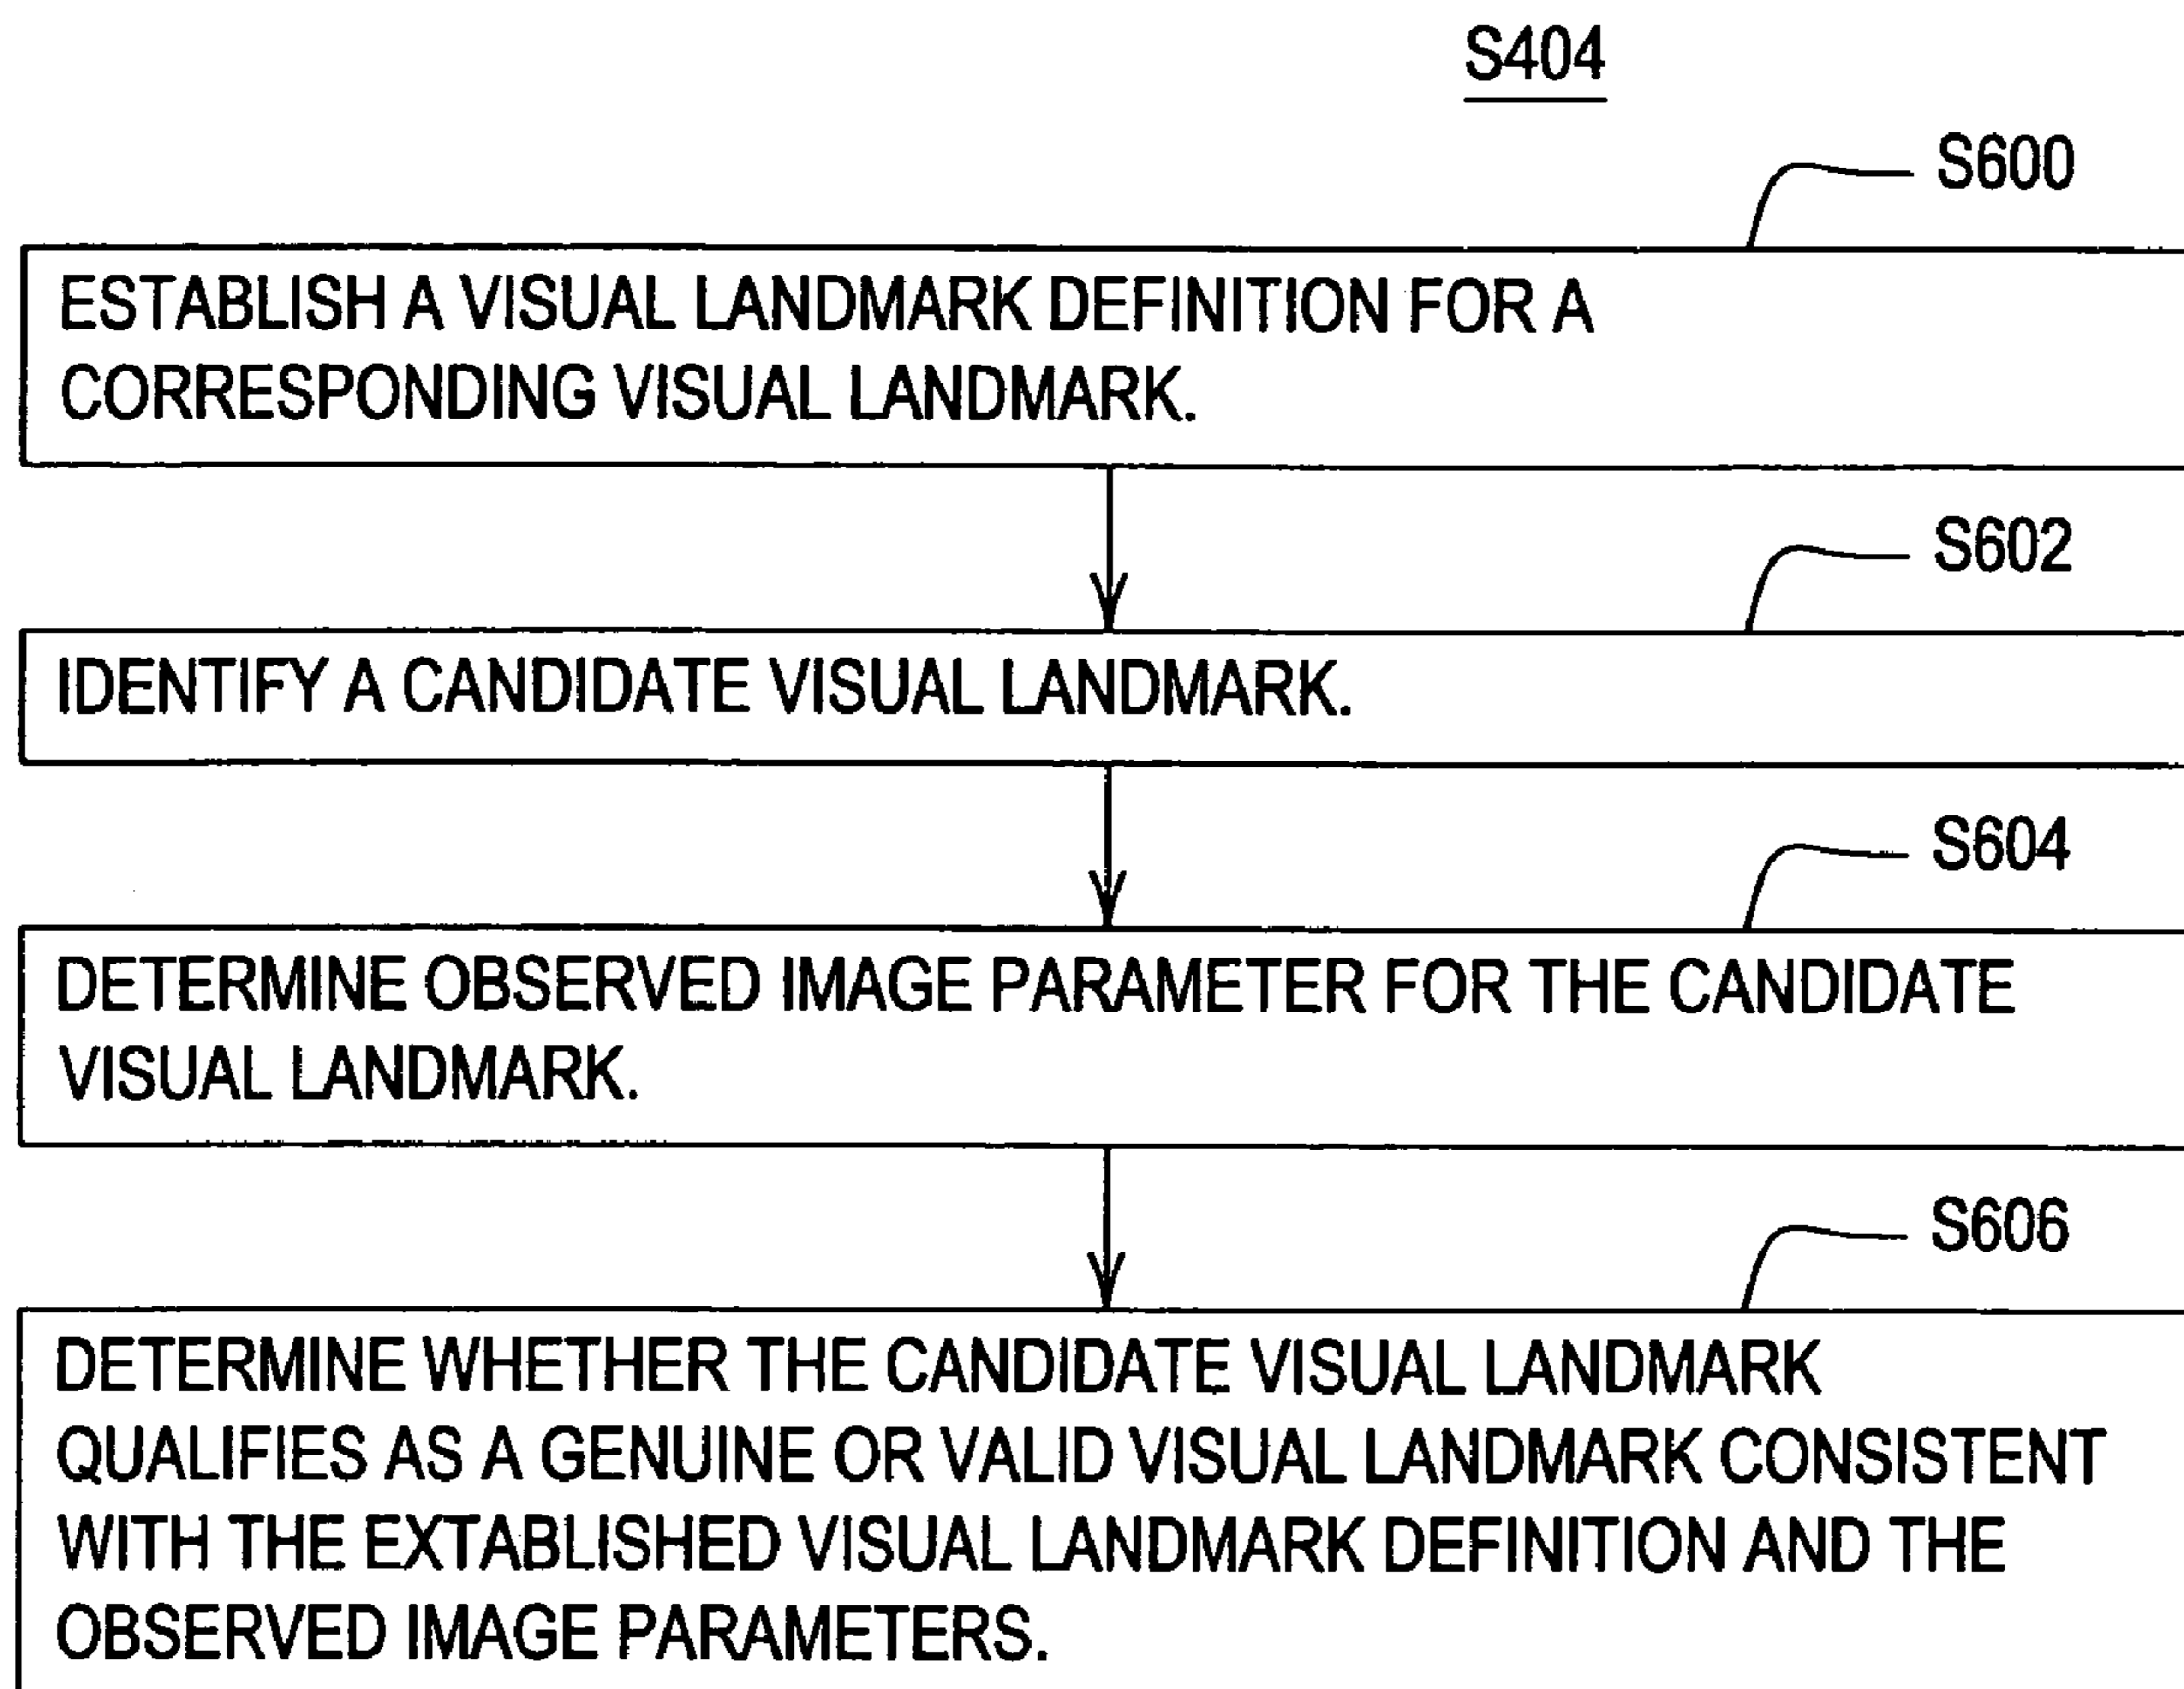 S404
S600
ESTABLISH A VISUAL LANDMARK DEFINITION FOR A
CORRESPONDING VISUAL LANDMARK.
S602
IDENTIFY A CANDIDATE VISUAL LANDMARK.
S604
DETERMINE OBSERVED IMAGE PARAMETER FOR THE CANDIDATE
VISUAL LANDMARK.
S606
DETERMINE WHETHER THE CANDIDATE VISUAL LANDMARK
QUALIFIES AS A GENUINE OR VALID VISUAL LANDMARK CONSISTENT
WITH THE EXTABLISHED VISUAL LANDMARK DEFINITION AND THE
OBSERVED IMAGE PARAMETERS.